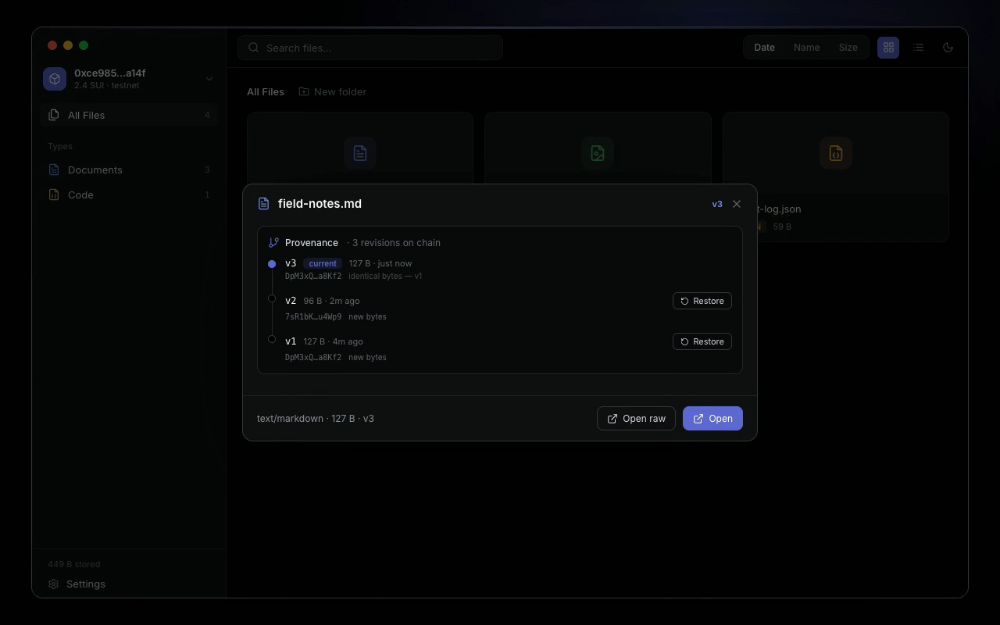 Search files...
Date Name Size
0xce985...a14f
2.4 SUI · testnet
All Files 4
Types
Documents 3
Code 1
449 B stored
Settings
All Files New folder
t-log.json
N 59 B
field-notes.md v3
Provenance · 3 revisions on chain
v3 current 127 B · just now
DpM3xQ…a8Kf2 identical bytes — v1
v2 96 B · 2m ago Restore
7sR1bK…u4Wp9 new bytes
v1 127 B · 4m ago Restore
DpM3xQ…a8Kf2 new bytes
text/markdown · 127 B · v3 Open raw Open